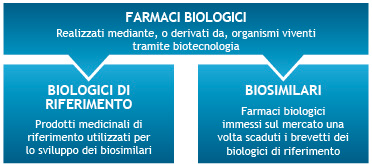 FARMACI BIOLOGICI
Realizzati mediante, o derivati da, organismi viventi
tramite biotecnologia
BIOLOGICI DI
RIFERIMENTO
Prodotti medicinali di
riferimento utilizzati per
lo sviluppo dei biosimilari
BIOSIMILARI
Farmaci biologici
immessi sul mercato una
volta scaduti i brevetti dei
biologici di riferimento